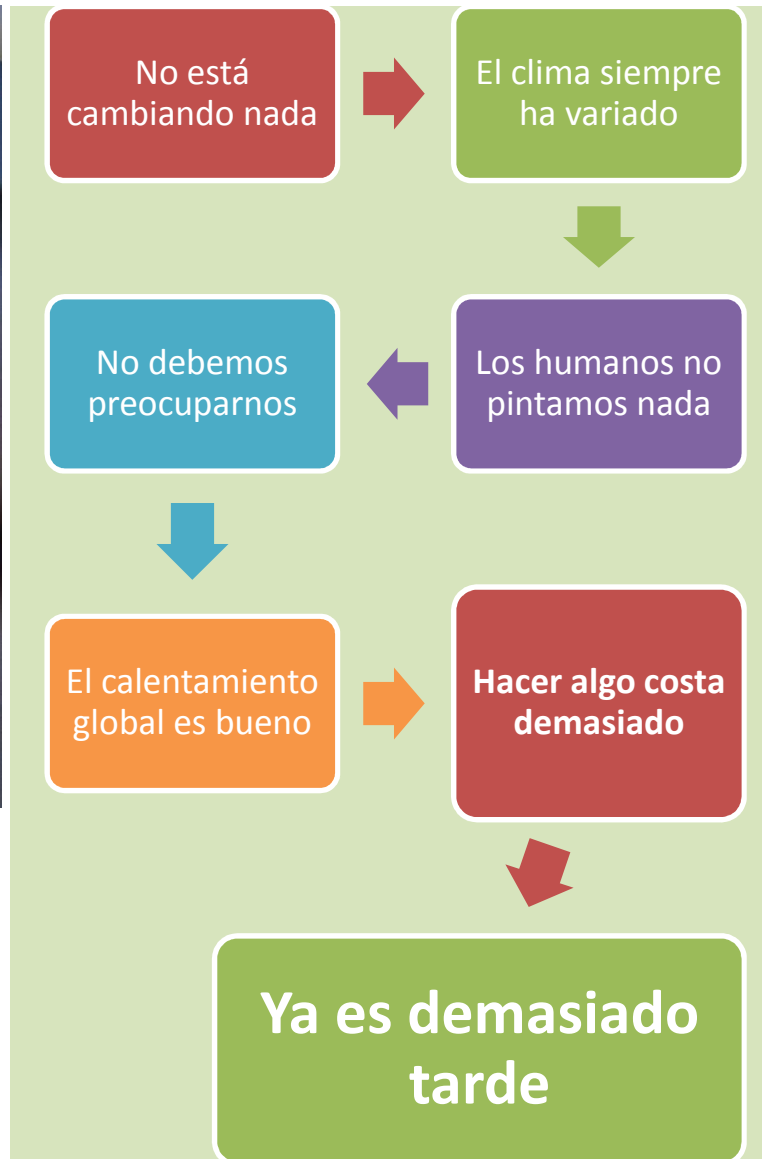 No está
cambiando nada
El clima siempre
ha variado
Los humanos no
pintamos nada
No debemos
preocuparnos
El calentamiento
global es bueno
Hacer algo costa
demasiado
Ya es demasiado
tarde